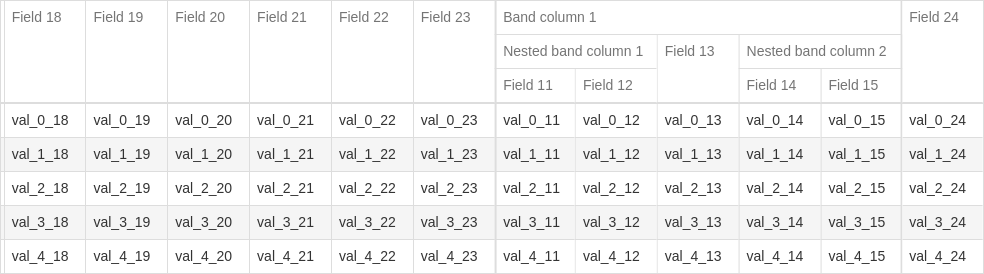 Field 18 Field 19 Field 20 Field 21 Field 22 Field 23 Band column 1 Field 24
Nested band column 1 Field 13 Nested band column 2
Field 11 Field 12 Field 14 Field 15
val_0_18 val_0_19 val_0_20 val_0_21 val_0_22 val_0_23 val_0_11 val_0_12 val_0_13 val_0_14 val_0_15 val_0_24
val_1_18 val_1_19 val_1_20 val_1_21 val_1_22 val_1_23 val_1_11 val_1_12 val_1_13 val_1_14 val_1_15 val_1_24
val_2_18 val_2_19 val_2_20 val_2_21 val_2_22 val_2_23 val_2_11 val_2_12 val_2_13 val_2_14 val_2_15 val_2_24
val_3_18 val_3_19 val_3_20 val_3_21 val_3_22 val_3_23 val_3_11 val_3_12 val_3_13 val_3_14 val_3_15 val_3_24
val_4_18 val_4_19 val_4_20 val_4_21 val_4_22 val_4_23 val_4_11 val_4_12 val_4_13 val_4_14 val_4_15 val_4_24